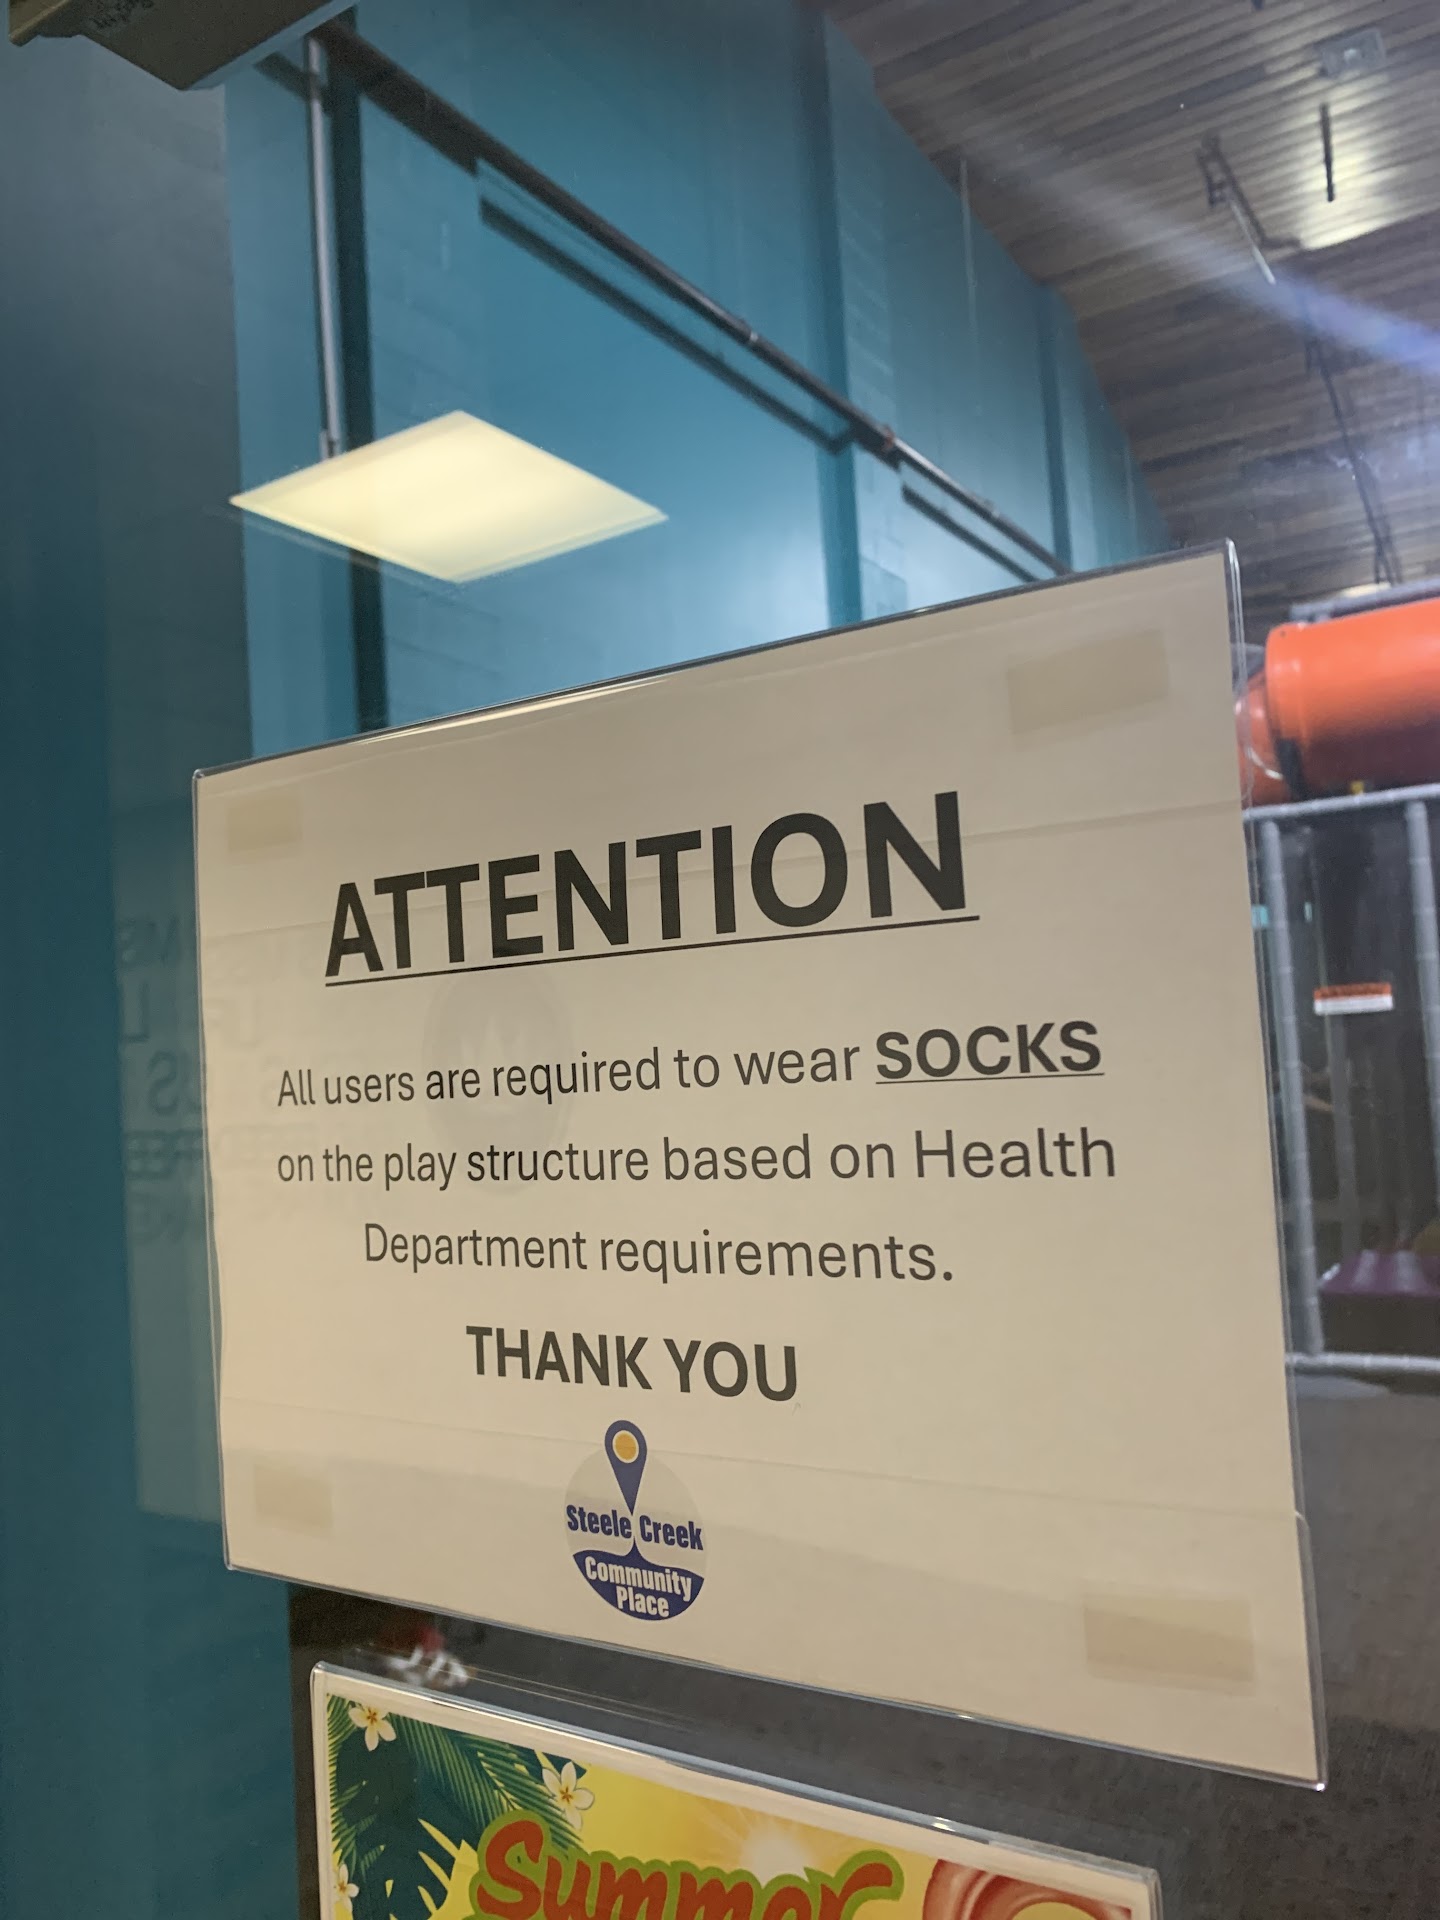 ATTENTION
All users are required to wear SOCKS
on the play structure based on Health
Department requirements.
THANK YOU
Steele Creek
Community
Place
Summer